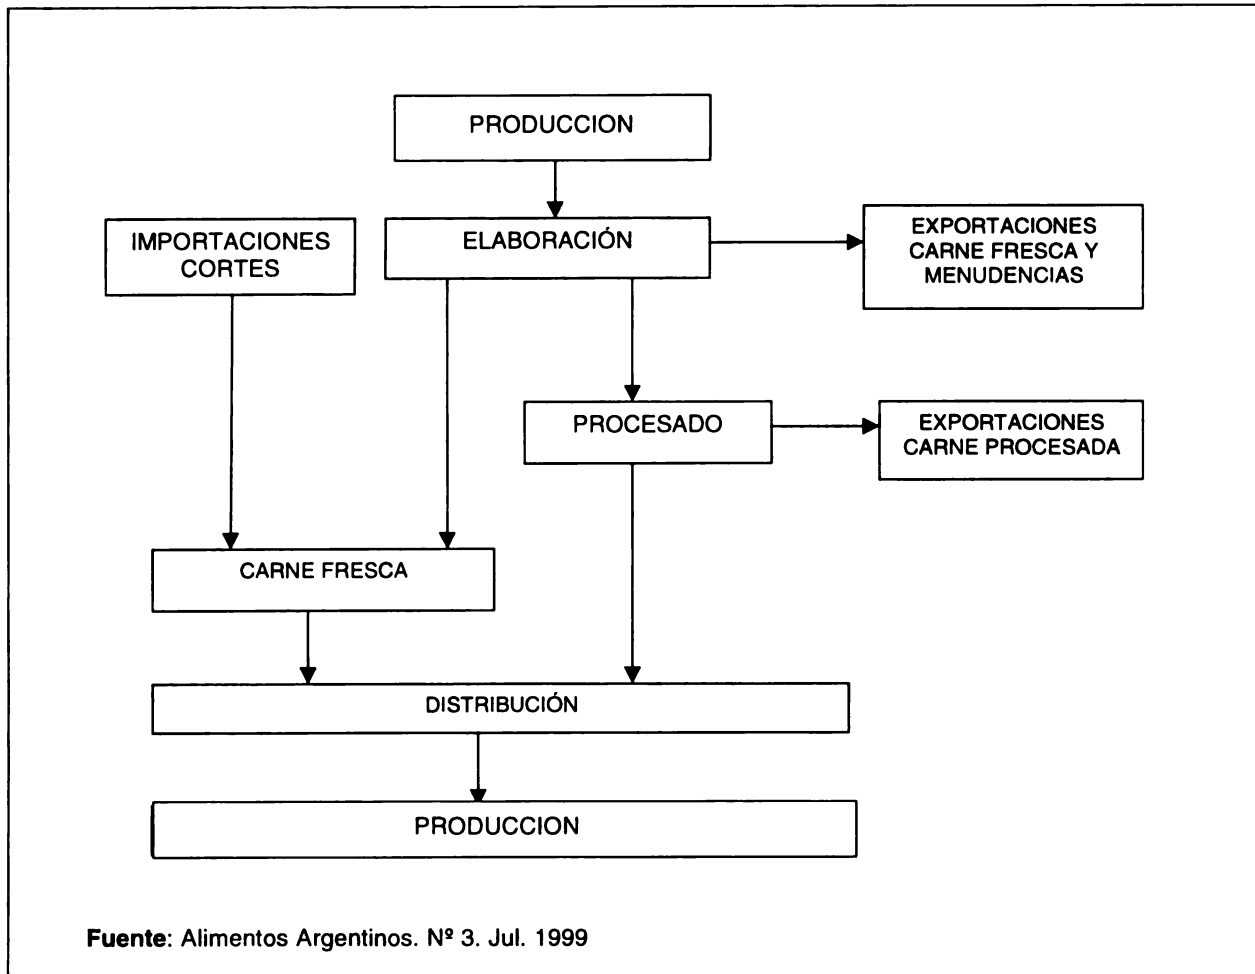 PRODUCCION
IMPORTACIONES
CORTES
ELABORACIÓN
EXPORTACIONES
CARNE FRESCA Y
MENUDENCIAS
PROCESADO
EXPORTACIONES
CARNE PROCESADA
CARNE FRESCA
DISTRIBUCIÓN
PRODUCCION
Fuente: Alimentos Argentinos. Nº 3. Jul. 1999